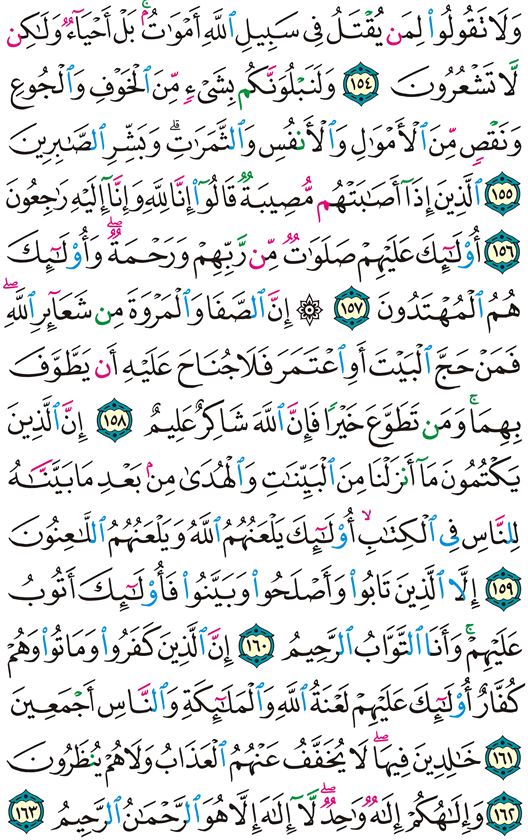 وَلَا تَقُولُوا۟ لِمَن يُقْتَلُ فِى سَبِيلِ ٱللَّهِ أَمْوَٰتٌۢ ۚ بَلْ أَحْيَآءٌ وَلَـٰكِن
لَّا تَشْعُرُونَ ١٥٤ وَلَنَبْلُوَنَّكُم بِشَىْءٍ مِّنَ ٱلْخَوْفِ وَٱلْجُوعِ
وَنَقْصٍ مِّنَ ٱلْأَمْوَٰلِ وَٱلْأَنفُسِ وَٱلثَّمَرَٰتِ ۗ وَبَشِّرِ ٱلصَّـٰبِرِينَ
١٥٥ ٱلَّذِينَ إِذَآ أَصَـٰبَتْهُم مُّصِيبَةٌ قَالُوٓا۟ إِنَّا لِلَّهِ وَإِنَّآ إِلَيْهِ رَٰجِعُونَ
١٥٦ أُو۟لَـٰٓئِكَ عَلَيْهِمْ صَلَوَٰتٌ مِّن رَّبِّهِمْ وَرَحْمَةٌ ۖ وَأُو۟لَـٰٓئِكَ
هُمُ ٱلْمُهْتَدُونَ ١٥٧ ۞ إِنَّ ٱلصَّفَا وَٱلْمَرْوَةَ مِن شَعَآئِرِ ٱللَّهِ ۖ
فَمَنْ حَجَّ ٱلْبَيْتَ أَوِ ٱعْتَمَرَ فَلَا جُنَاحَ عَلَيْهِ أَن يَطَّوَّفَ
بِهِمَا ۚ وَمَن تَطَوَّعَ خَيْرًا فَإِنَّ ٱللَّهَ شَاكِرٌ عَلِيمٌ ١٥٨ إِنَّ ٱلَّذِينَ
يَكْتُمُونَ مَآ أَنزَلْنَا مِنَ ٱلْبَيِّنَـٰتِ وَٱلْهُدَىٰ مِنۢ بَعْدِ مَا بَيَّنَّـٰهُ
لِلنَّاسِ فِى ٱلْكِتَـٰبِ ۙ أُو۟لَـٰٓئِكَ يَلْعَنُهُمُ ٱللَّهُ وَيَلْعَنُهُمُ ٱللَّـٰعِنُونَ
١٥٩ إِلَّا ٱلَّذِينَ تَابُوا۟ وَأَصْلَحُوا۟ وَبَيَّنُوا۟ فَأُو۟لَـٰٓئِكَ أَتُوبُ
عَلَيْهِمْ ۚ وَأَنَا ٱلتَّوَّابُ ٱلرَّحِيمُ ١٦٠ إِنَّ ٱلَّذِينَ كَفَرُوا۟ وَمَاتُوا۟ وَهُمْ
كُفَّارٌ أُو۟لَـٰٓئِكَ عَلَيْهِمْ لَعْنَةُ ٱللَّهِ وَٱلْمَلَـٰٓئِكَةِ وَٱلنَّاسِ أَجْمَعِينَ
١٦١ خَـٰلِدِينَ فِيهَا ۖ لَا يُخَفَّفُ عَنْهُمُ ٱلْعَذَابُ وَلَا هُمْ يُنظَرُونَ
١٦٢ وَإِلَـٰهُكُمْ إِلَـٰهٌ وَٰحِدٌ ۖ لَّآ إِلَـٰهَ إِلَّا هُوَ ٱلرَّحْمَـٰنُ ٱلرَّحِيمُ ١٦٣